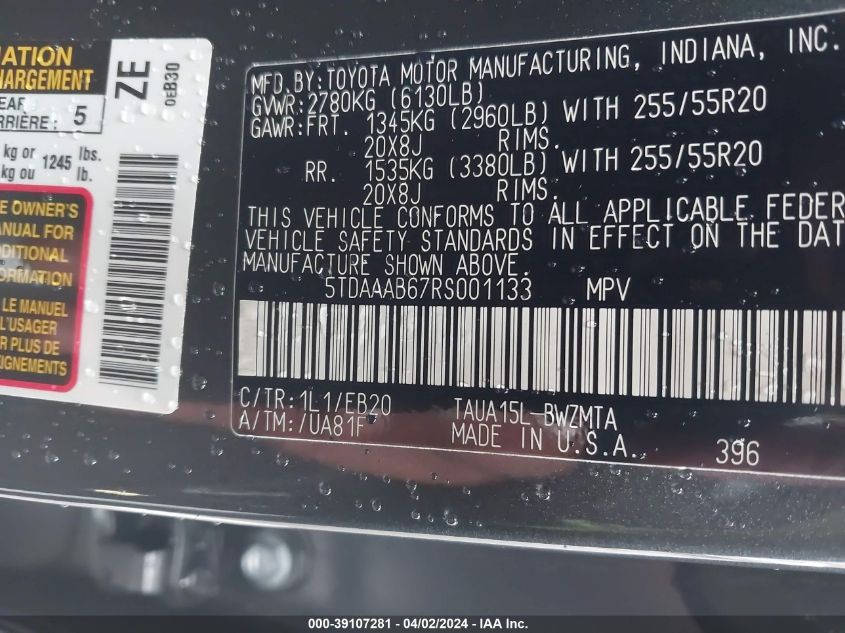 ATION
HARGEMENT
EAF
RRIÈRE: 5
kg or 1245 lbs.
kg ou lb.
E OWNER'S
ANUAL FOR
DITIONAL
ORMATION
LE MANUEL
L'USAGER
R PLUS DE
EIGNEMENTS
ZE
0EB30
MFD.BY:TOYOTA MOTOR MANUFACTURING, INDIANA, INC.
GVWR:2780KG (6130LB)
GAWR:FRT. 1345KG (2960LB) WITH 255/55R20
20X8J RIMS.
RR. 1535KG (3380LB) WITH 255/55R20
20X8J RIMS.
THIS VEHICLE CONFORMS TO ALL APPLICABLE FEDER
VEHICLE SAFETY STANDARDS IN EFFECT ON THE DAT
MANUFACTURE SHOWN ABOVE.
5TDAAAB67RS001133 MPV
C/TR:1L1/EB20 TAUA15L-BWZMTA
A/TM:/UA81F MADE IN U.S.A. 396
000-39107281 - 04/02/2024 - IAAI Inc.